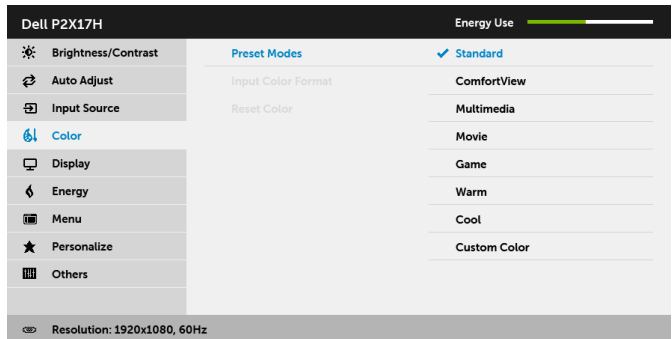 Dell P2X17H
Energy Use
Brightness/Contrast
Auto Adjust
Input Source
Color
Display
Energy
Menu
Personalize
Others
Preset Modes
Input Color Format
Reset Color
Standard
ComfortView
Multimedia
Movie
Game
Warm
Cool
Custom Color
Resolution: 1920x1080, 60Hz